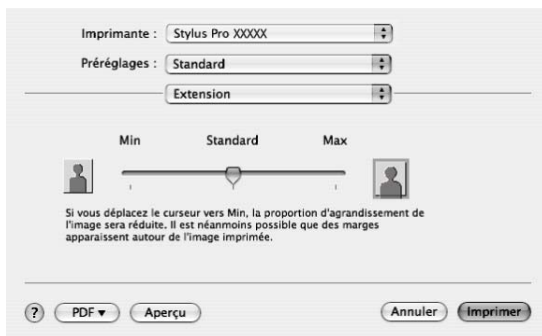 Imprimante : Stylus Pro XXXXX
Préréglages : Standard
Extension
Min Standard Max
Si vous déplacez le curseur vers Min, la proportion d'agrandissement de
l'image sera réduite. Il est néanmoins possible que des marges
apparaissent autour de l'image imprimée.
? PDF ▼ Aperçu Annuler Imprimer